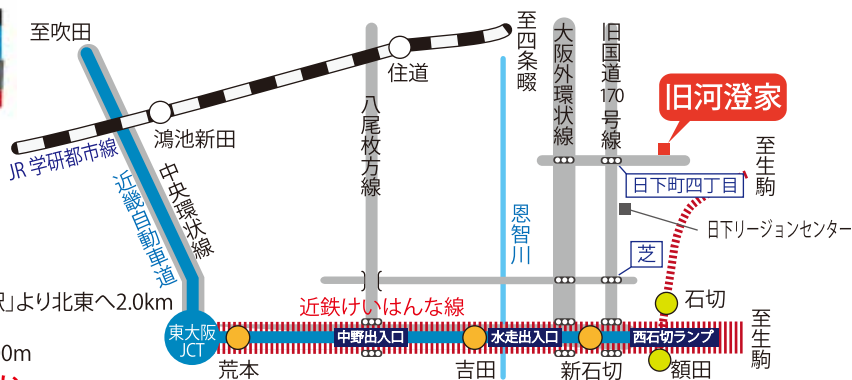 至吹田
至四条畷
大阪外環状線
旧国道170号線
住道
八尾枚方線
旧河澄家
鴻池新田
JR学研都市線
至生駒
中央環状線
近畿自動車道
日下町四丁目
恩智川
日下リージョンセンター
芝
」より北東へ2.0km
近鉄けいはんな線
石切
東大阪
JCT
中野出入口
水走出入口
西石切ランプ
至生駒
0m
荒本
吉田
新石切
額田